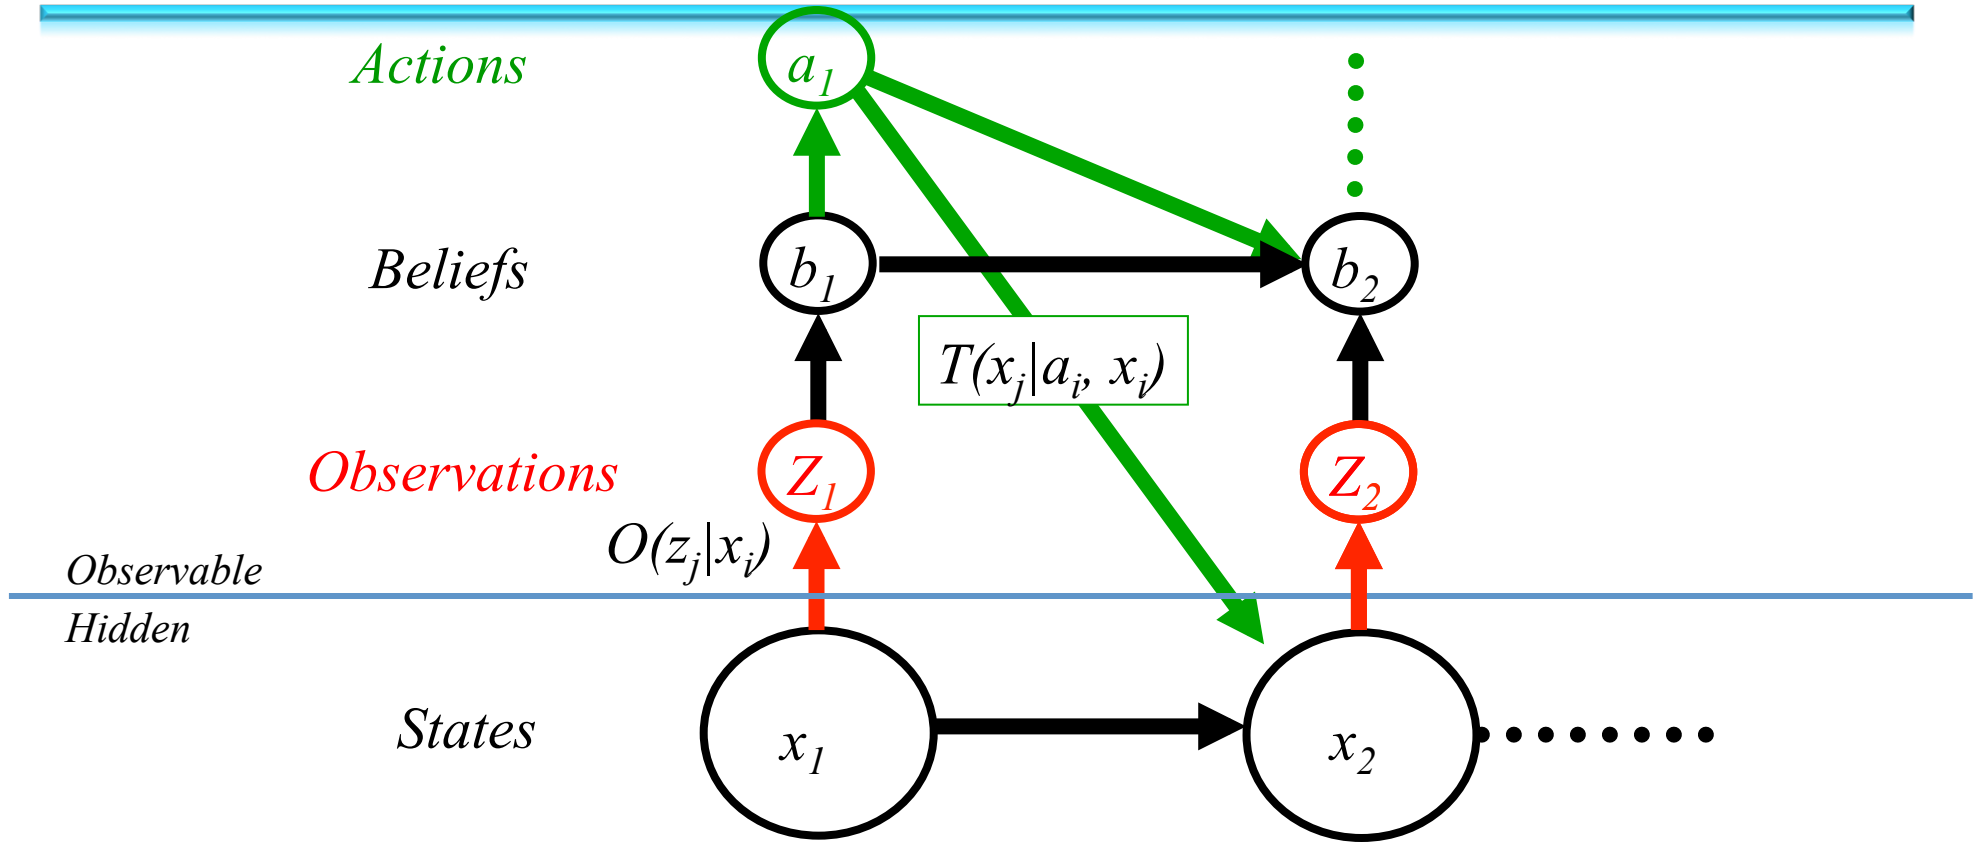 Actions
a1
Beliefs
b1
b2
T(xj|ai, xi)
Observations
Z1
Z2
O(zj|xi)
Observable
Hidden
States
x1
x2